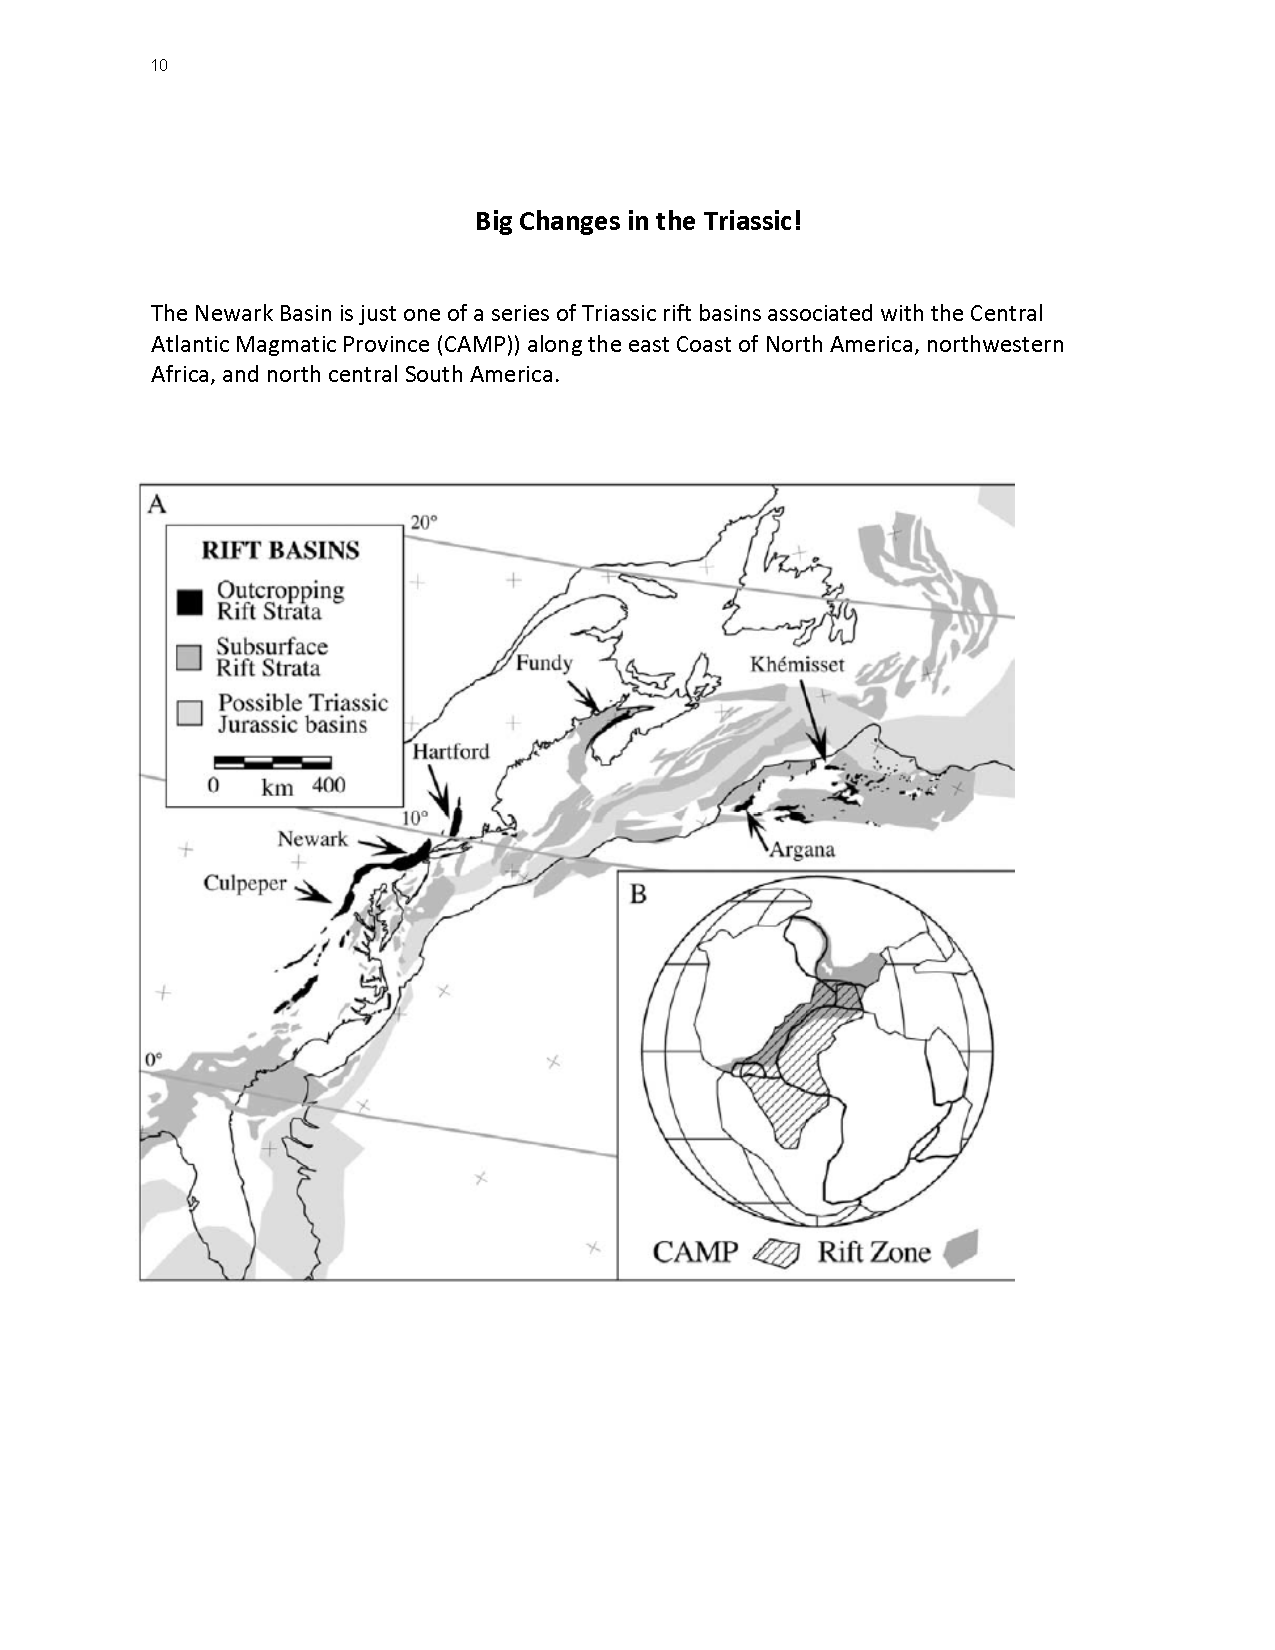 10
Big Changes in the Triassic!
The Newark Basin is just one of a series of Triassic rift basins associated with the Central
Atlantic Magmatic Province (CAMP)) along the east Coast of North America, northwestern
Africa, and north central South America.
A
20°
RIFT BASINS
Outcropping
Rift Strata
Subsurface
Rift Strata
Possible Triassic
Jurassic basins
0 km 400
Fundy
Khémisset
Hartford
10°
Newark
Argana
Culpeper
B
0°
CAMP
Rift Zone